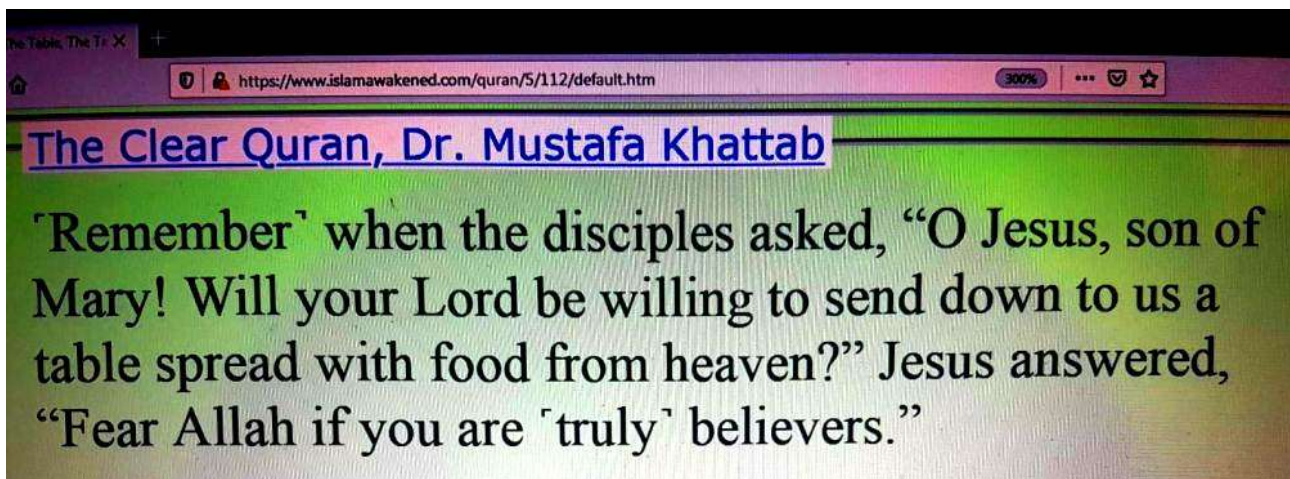 The Table, The Ta
https://www.islamawakened.com/quran/5/112/default.htm 300%
The Clear Quran, Dr. Mustafa Khattab
˹Remember˺ when the disciples asked, “O Jesus, son of
Mary! Will your Lord be willing to send down to us a
table spread with food from heaven?” Jesus answered,
“Fear Allah if you are ˹truly˺ believers.”